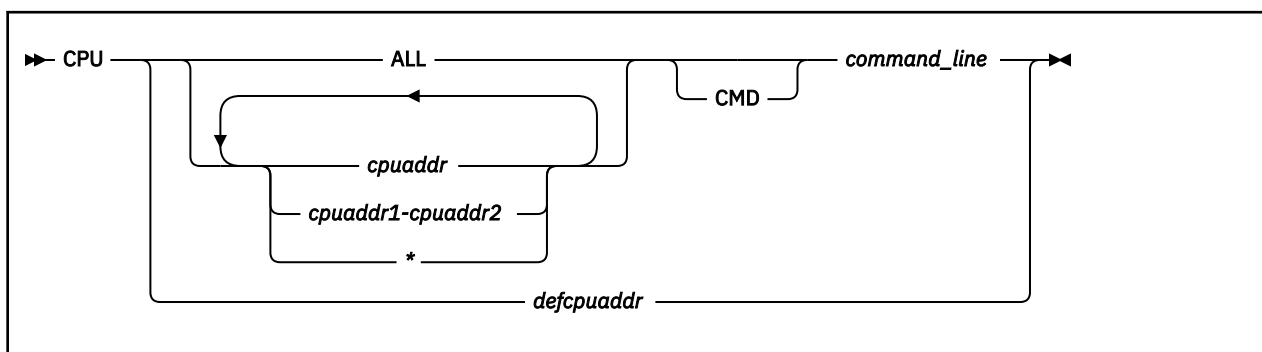 CPU ALL command_line
CMD
cpuaddr
cpuaddr1-cpuaddr2
*
defcpuaddr